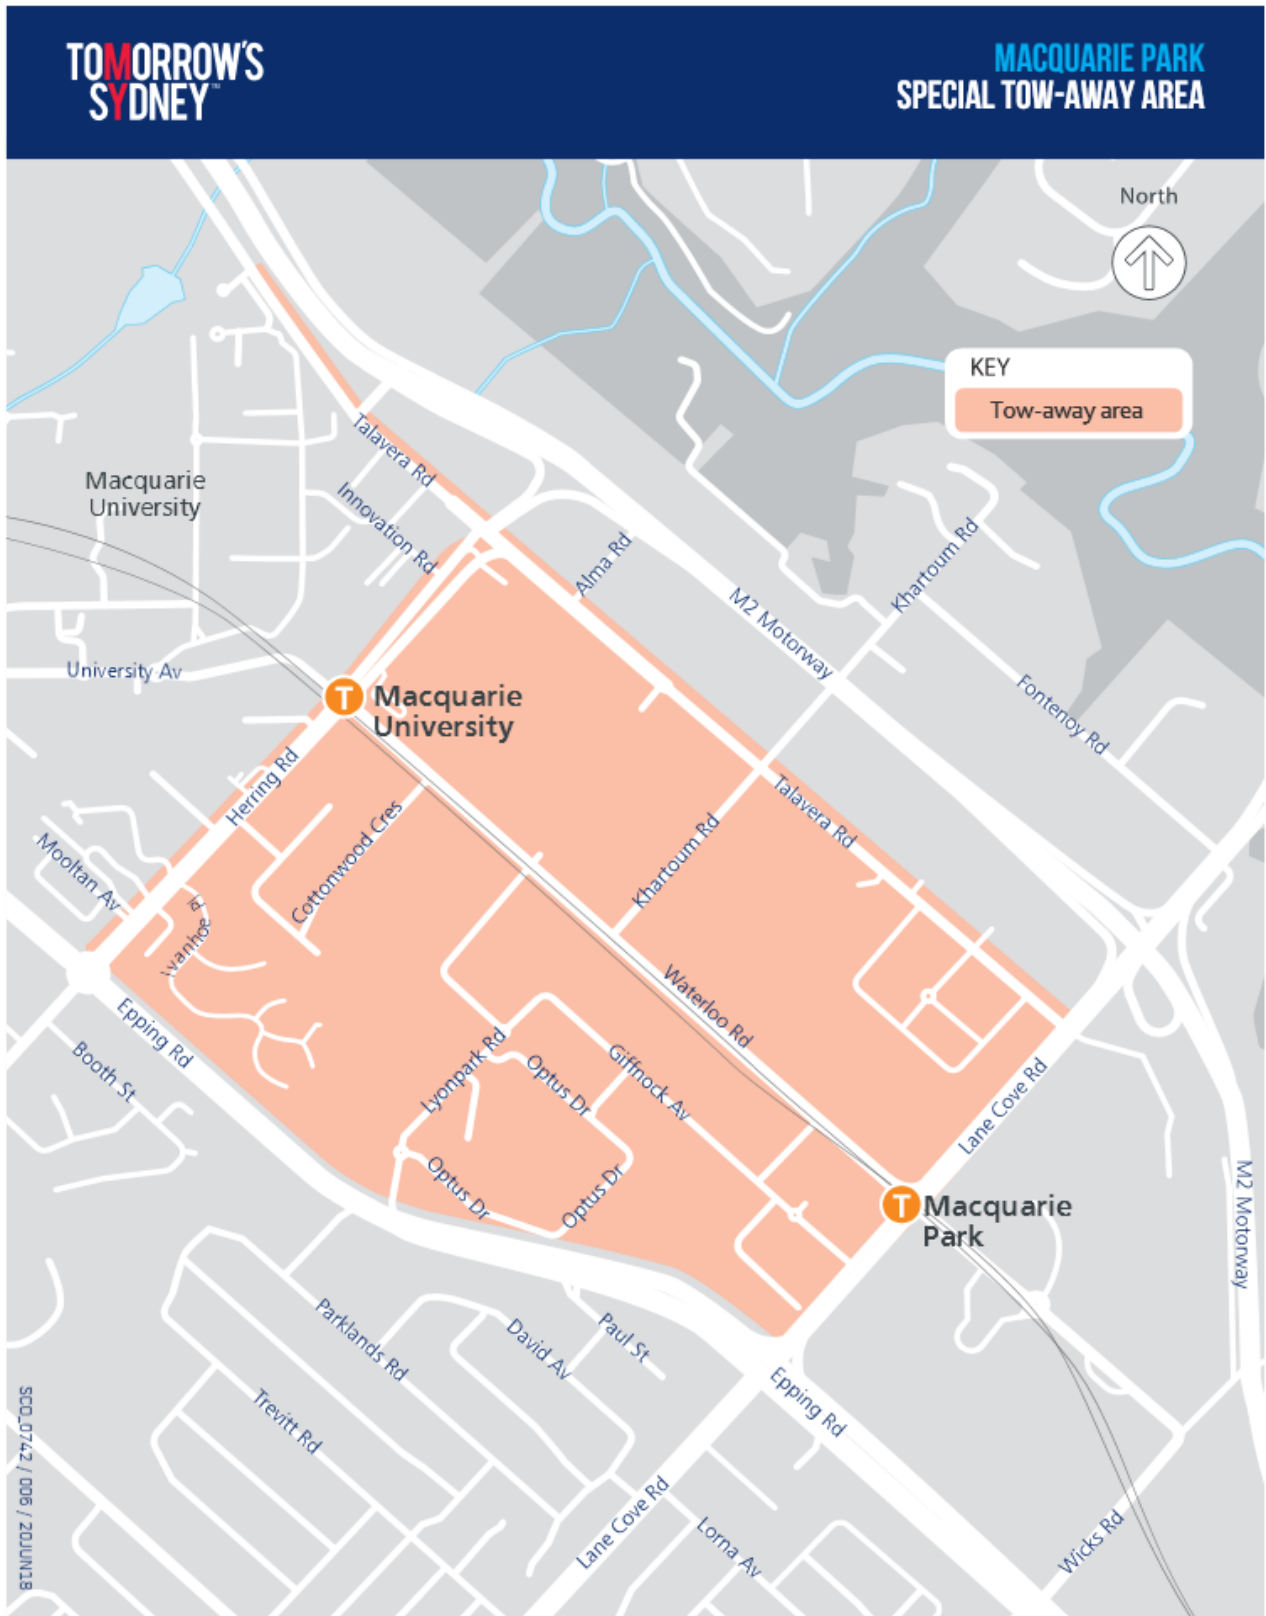 TOMORROW'S
SYDNEY™
MACQUARIE PARK
SPECIAL TOW-AWAY AREA
North
KEY
Tow-away area
Talavera Rd
Macquarie
University
Innovation Rd
Alma Rd
Khartoum Rd
M2 Motorway
University Av
Macquarie
University
Fontenoy Rd
Herring Rd
Talavera Rd
Cottonwood Cres
Khartoum Rd
Mooltan Av
Ivanhoe Pl
Waterloo Rd
Epping Rd
Booth St
Lyonpark Rd
Optus Dr
Giffnock Av
Lane Cove Rd
Optus Dr
Optus Dr
Macquarie
Park
M2 Motorway
Parklands Rd
David Av
Paul St
Trevitt Rd
Epping Rd
Lane Cove Rd
Lorna Av
Wicks Rd
SCO_0742 / 006 / 20JUN18